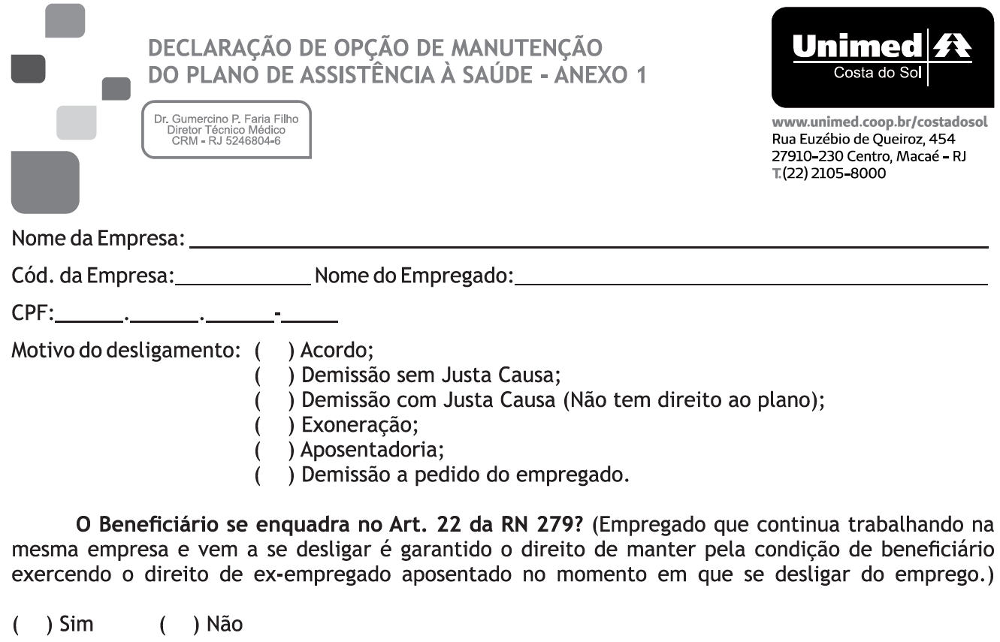 DECLARAÇÃO DE OPÇÃO DE MANUTENÇÃO
DO PLANO DE ASSISTÊNCIA À SAÚDE - ANEXO 1
Dr. Gumercino P. Faria Filho
Diretor Técnico Médico
CRM - RJ 5246804-6
Unimed
Costa do Sol
www.unimed.coop.br/costadosol
Rua Euzébio de Queiroz, 454
27910-230 Centro, Macaé - RJ
T.(22) 2105-8000
Nome da Empresa:
Cód. da Empresa:____________ Nome do Empregado:
CPF:______.______.______-_____
Motivo do desligamento: ( ) Acordo;
( ) Demissão sem Justa Causa;
( ) Demissão com Justa Causa (Não tem direito ao plano);
( ) Exoneração;
( ) Aposentadoria;
( ) Demissão a pedido do empregado.
O Beneficiário se enquadra no Art. 22 da RN 279? (Empregado que continua trabalhando na
mesma empresa e vem a se desligar é garantido o direito de manter pela condição de beneficiário
exercendo o direito de ex-empregado aposentado no momento em que se desligar do emprego.)
( ) Sim ( ) Não